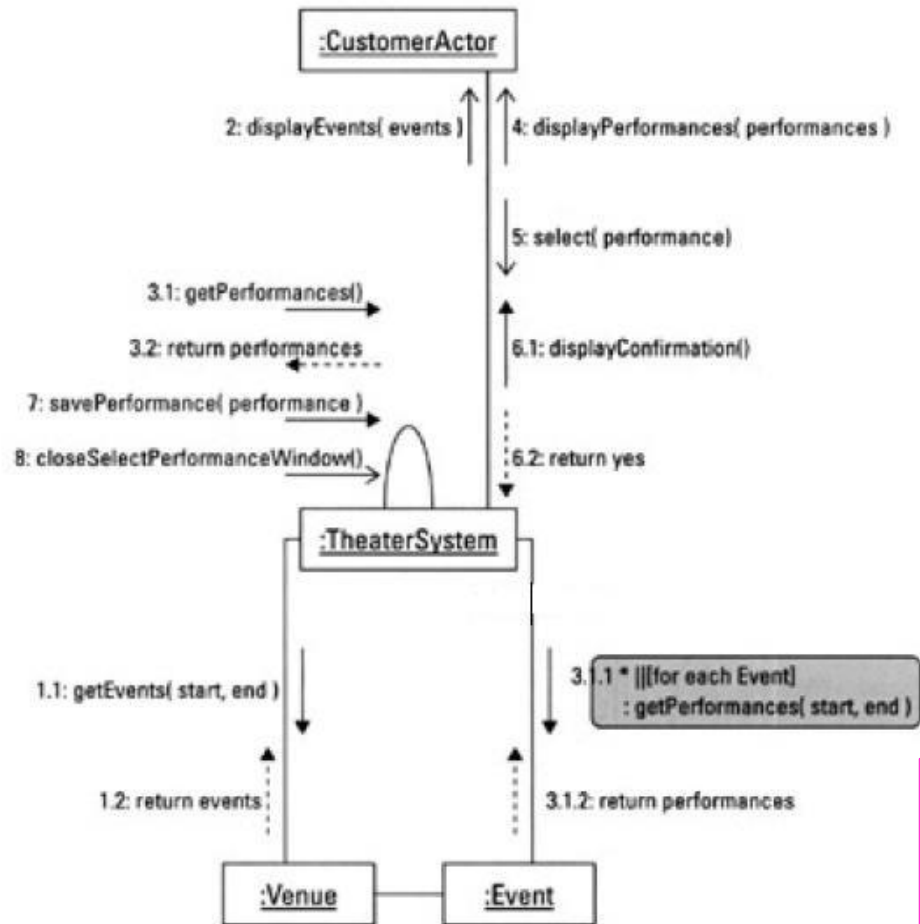 :CustomerActor
2: displayEvents( events )
4: displayPerformances( performances )
5: select( performance)
3.1: getPerformances()
3.2: return performances
6.1: displayConfirmation()
7: savePerformance( performance )
8: closeSelectPerformanceWindow()
6.2: return yes
:TheaterSystem
1.1: getEvents( start, end )
3.1.1 * ||[for each Event]
: getPerformances( start, end )
1.2: return events
3.1.2: return performances
:Venue
:Event